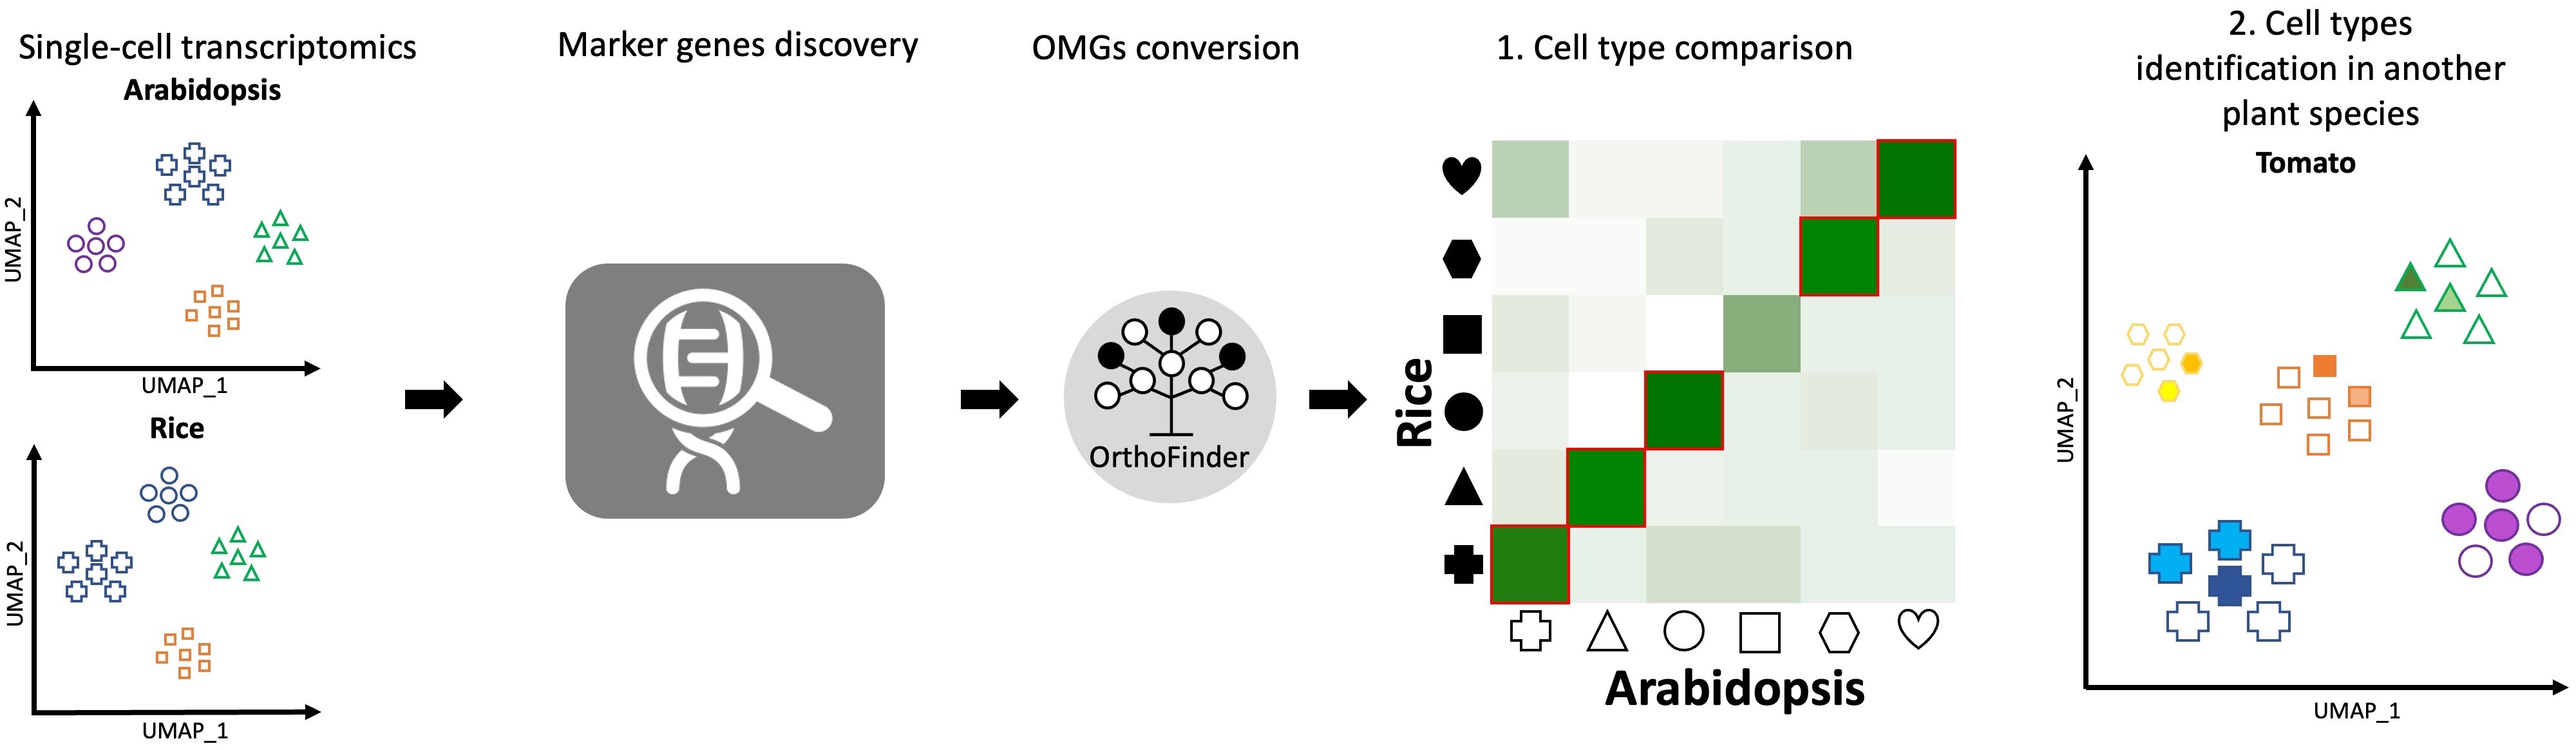 Single-cell transcriptomics
Arabidopsis
UMAP_2
UMAP_1
Rice
UMAP_2
UMAP_1
Marker genes discovery
OMGs conversion
OrthoFinder
1. Cell type comparison
Rice
Arabidopsis
2. Cell types
identification in another
plant species
Tomato
UMAP_2
UMAP_1